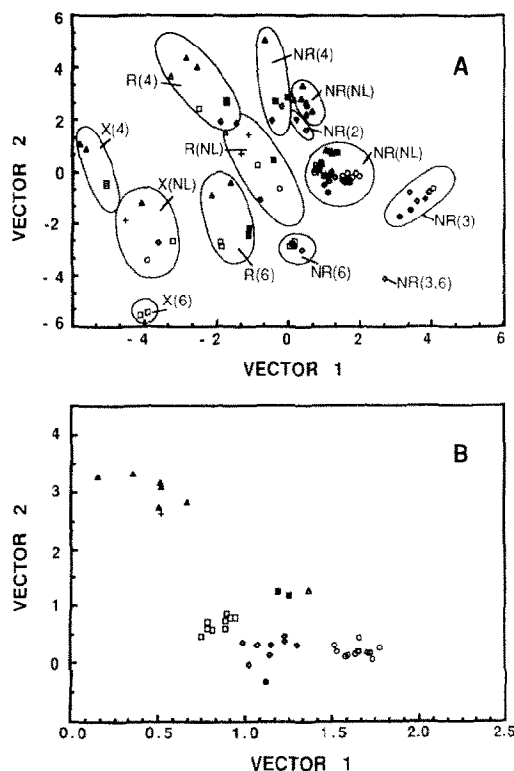 A
6
4
2
0
-2
-4
-6
VECTOR 2
NR(4)
R(4)
NR(NL)
X(4)
NR(2)
R(NL)
NR(NL)
X(NL)
NR(3)
R(6)
NR(6)
X(6)
NR(3,6)
-4
-2
0
2
4
6
VECTOR 1
B
5
4
3
2
1
0
VECTOR 2
0.0
0.5
1.0
1.5
2.0
2.5
VECTOR 1